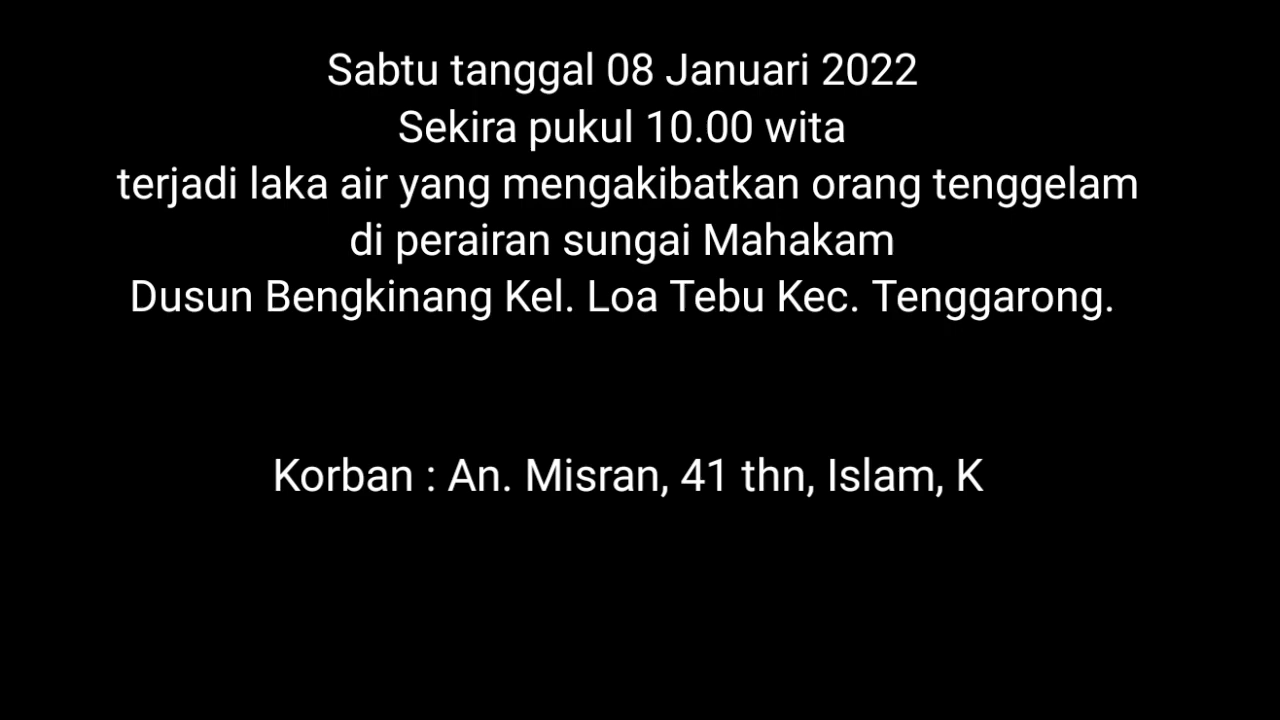 Sabtu tanggal 08 Januari 2022
Sekira pukul 10.00 wita
terjadi laka air yang mengakibatkan orang tenggelam
di perairan sungai Mahakam
Dusun Bengkinang Kel. Loa Tebu Kec. Tenggarong.
Korban : An. Misran, 41 thn, Islam, K